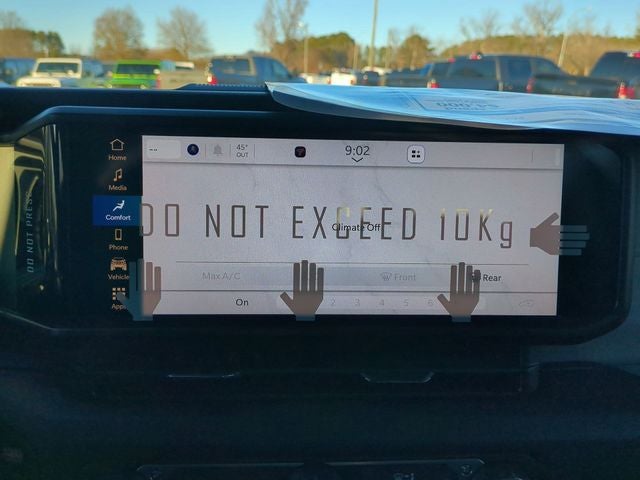 --
45°
OUT
9:02
Home
Media
Comfort
Phone
Vehicle
Apps
DO NOT PRESS
DO NOT EXCEED 10Kg
Climate Off
Max A/C
Front
Rear
On
2 3 4 5 6